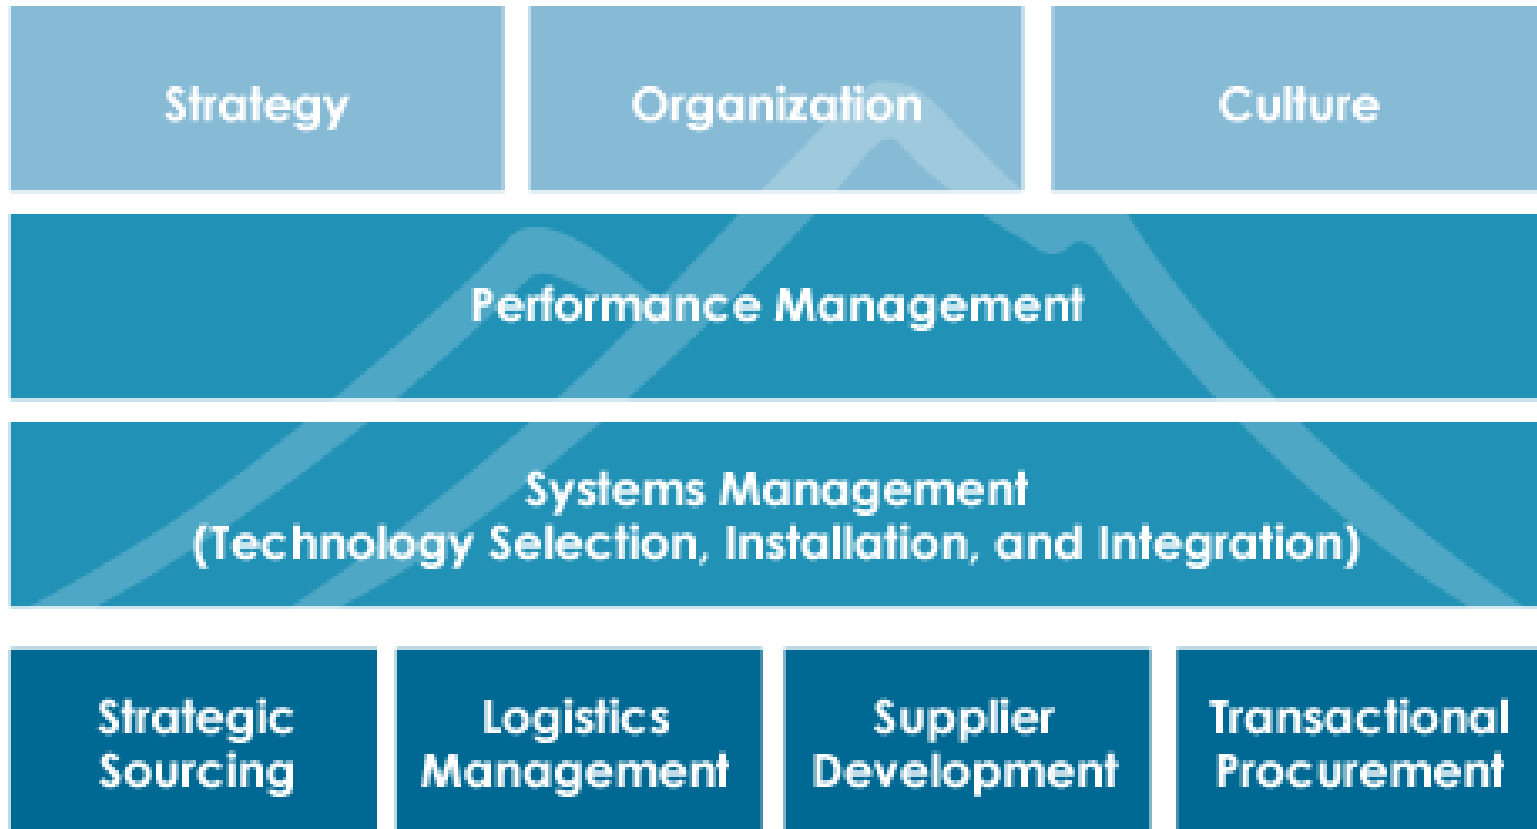 Strategy
Organization
Culture
Performance Management
Systems Management
(Technology Selection, Installation, and Integration)
Strategic
Sourcing
Logistics
Management
Supplier
Development
Transactional
Procurement